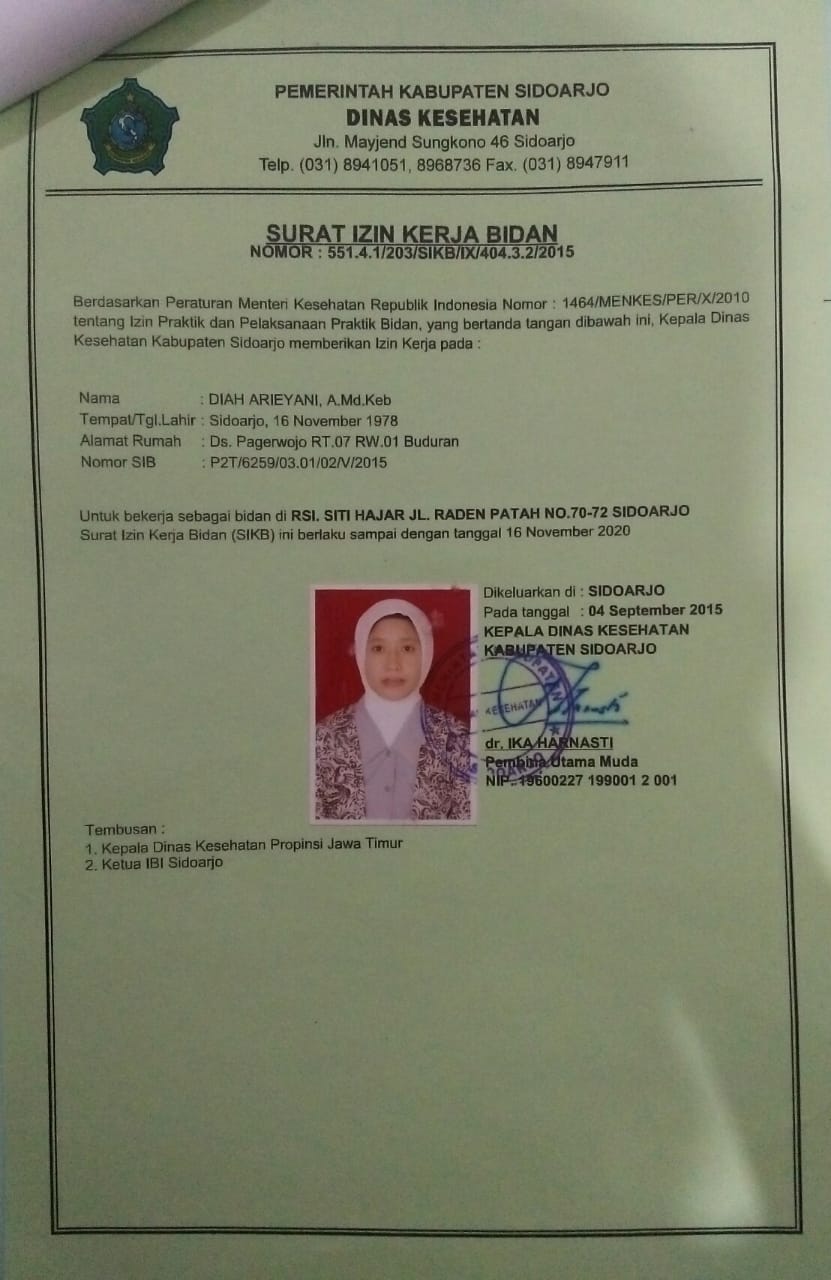 PEMERINTAH KABUPATEN SIDOARJO
DINAS KESEHATAN
Jln. Mayjend Sungkono 46 Sidoarjo
Telp. (031) 8941051, 8968736 Fax. (031) 8947911
SURAT IZIN KERJA BIDAN
NOMOR : 551.4.1/203/SIKB/IX/404.3.2/2015
Berdasarkan Peraturan Menteri Kesehatan Republik Indonesia Nomor : 1464/MENKES/PER/X/2010
tentang Izin Praktik dan Pelaksanaan Praktik Bidan, yang bertanda tangan dibawah ini, Kepala Dinas
Kesehatan Kabupaten Sidoarjo memberikan Izin Kerja pada :
Nama : DIAH ARIEYANI, A.Md.Keb
Tempat/Tgl.Lahir : Sidoarjo, 16 November 1978
Alamat Rumah : Ds. Pagerwojo RT.07 RW.01 Buduran
Nomor SIB : P2T/6259/03.01/02/V/2015
Untuk bekerja sebagai bidan di RSI. SITI HAJAR JL. RADEN PATAH NO.70-72 SIDOARJO
Surat Izin Kerja Bidan (SIKB) ini berlaku sampai dengan tanggal 16 November 2020
Dikeluarkan di : SIDOARJO
Pada tanggal : 04 September 2015
KEPALA DINAS KESEHATAN
KABUPATEN SIDOARJO
dr. IKA HARNASTI
Pembina Utama Muda
NIP. 19600227 199001 2 001
Tembusan :
1. Kepala Dinas Kesehatan Propinsi Jawa Timur
2. Ketua IBI Sidoarjo